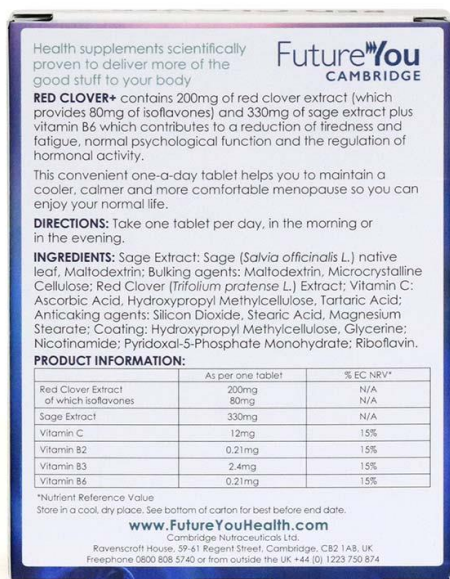 Health supplements scientifically
proven to deliver more of the
good stuff to your body
FutureYou
CAMBRIDGE
RED CLOVER+ contains 200mg of red clover extract (which
provides 80mg of isoflavones) and 330mg of sage extract plus
vitamin B6 which contributes to a reduction of tiredness and
fatigue, normal psychological function and the regulation of
hormonal activity.
This convenient one-a-day tablet helps you to maintain a
cooler, calmer and more comfortable menopause so you can
enjoy your normal life.
DIRECTIONS: Take one tablet per day, in the morning or
in the evening.
INGREDIENTS: Sage Extract: Sage (Salvia officinalis L.) native
leaf, Maltodextrin; Bulking agents: Maltodextrin, Microcrystalline
Cellulose; Red Clover (Trifolium pratense L.) Extract; Vitamin C:
Ascorbic Acid, Hydroxypropyl Methylcellulose, Tartaric Acid;
Anticaking agents: Silicon Dioxide, Stearic Acid, Magnesium
Stearate; Coating: Hydroxypropyl Methylcellulose, Glycerine;
Nicotinamide; Pyridoxal-5-Phosphate Monohydrate; Riboflavin.
PRODUCT INFORMATION:
As per one tablet % EC NRV*
Red Clover Extract 200mg N/A
of which isoflavones 80mg N/A
Sage Extract 330mg N/A
Vitamin C 12mg 15%
Vitamin B2 0.21mg 15%
Vitamin B3 2.4mg 15%
Vitamin B6 0.21mg 15%
*Nutrient Reference Value
Store in a cool, dry place. See bottom of carton for best before end date.
www.FutureYouHealth.com
Cambridge Nutraceuticals Ltd.
Ravenscroft House, 59-61 Regent Street, Cambridge, CB2 1AB, UK
Freephone 0800 808 5740 or from outside the UK +44 (0) 1223 750 874